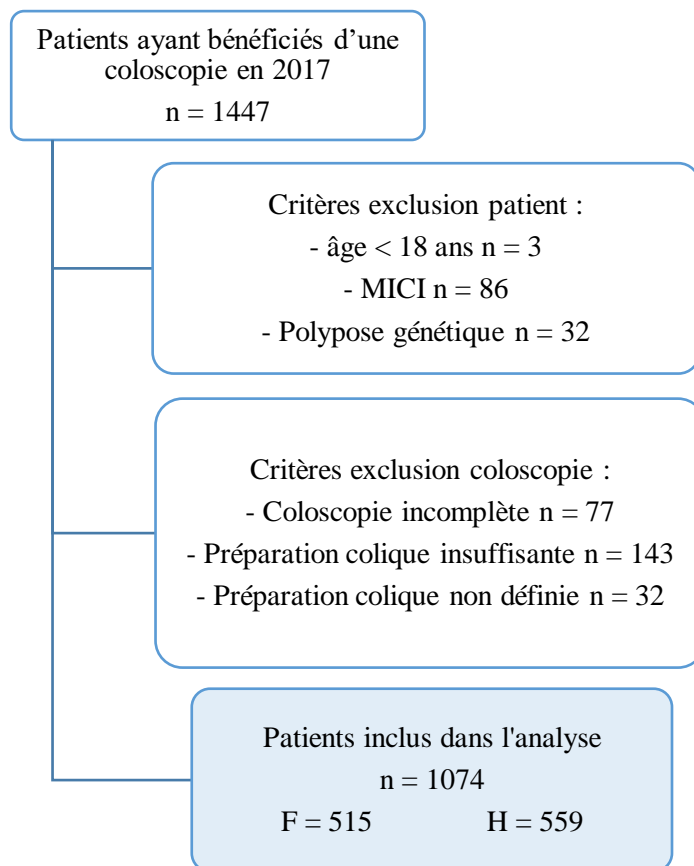 Patients ayant bénéficiés d’une
coloscopie en 2017
n = 1447
Critères exclusion patient :
- âge < 18 ans n = 3
- MICI n = 86
- Polypose génétique n = 32
Critères exclusion coloscopie :
- Coloscopie incomplète n = 77
- Préparation colique insuffisante n = 143
- Préparation colique non définie n = 32
Patients inclus dans l'analyse
n = 1074
F = 515 H = 559